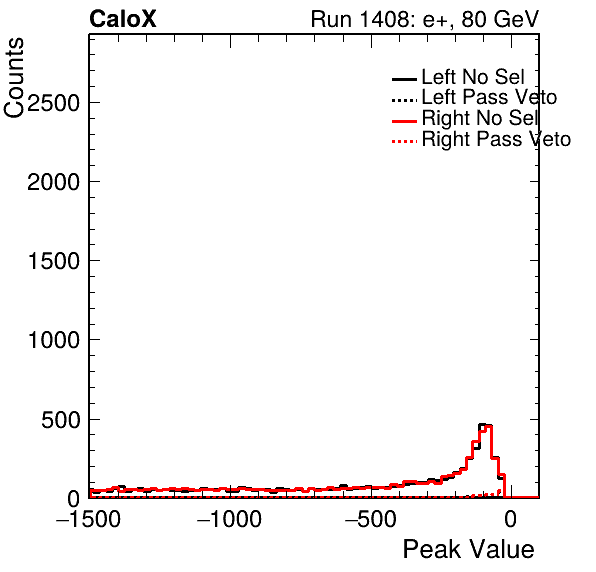 CaloX Run 1408: e+, 80 GeV
Counts
Left No Sel
Left Pass Veto
Right No Sel
Right Pass Veto
2500
2000
1500
1000
500
0
−1500 −1000 −500 0
Peak Value